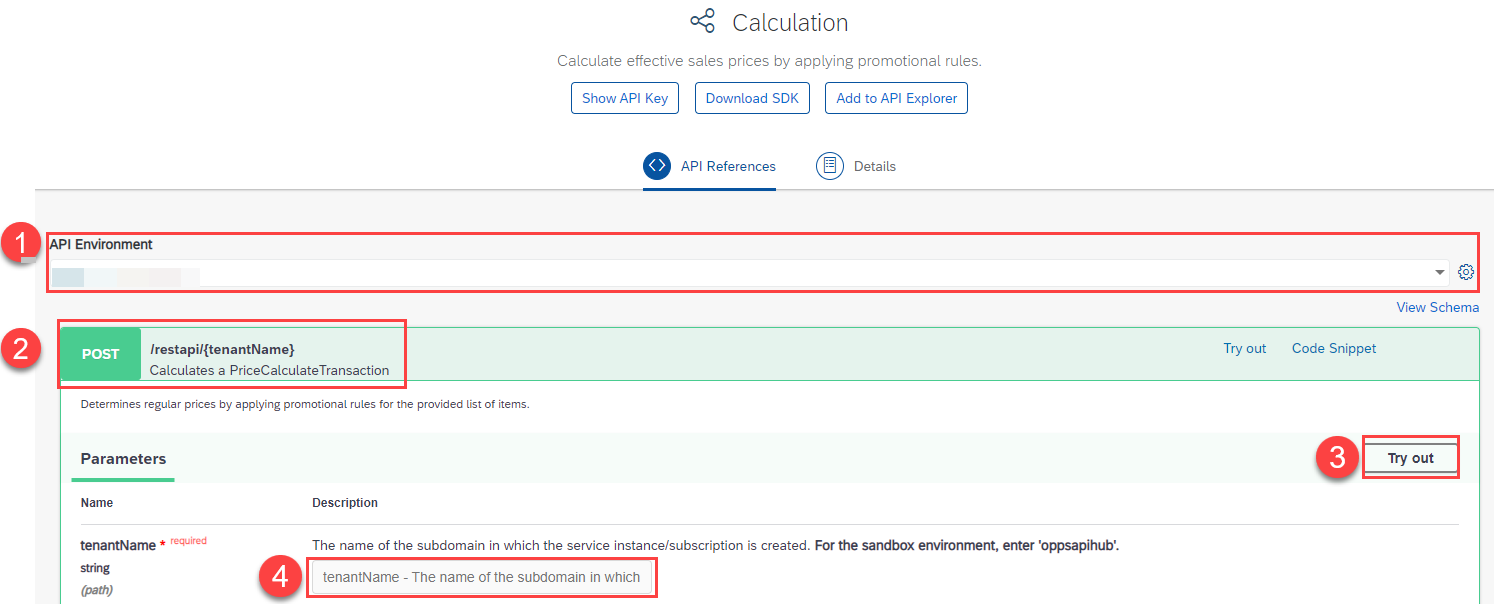 Calculation
Calculate effective sales prices by applying promotional rules.
Show API Key Download SDK Add to API Explorer
API References Details
1 API Environment
View Schema
2 POST /restapi/{tenantName} Try out Code Snippet
Calculates a PriceCalculateTransaction
Determines regular prices by applying promotional rules for the provided list of items.
Parameters 3 Try out
Name Description
tenantName * required The name of the subdomain in which the service instance/subscription is created. For the sandbox environment, enter 'oppsapihub'.
string
4 tenantName - The name of the subdomain in which
(path)